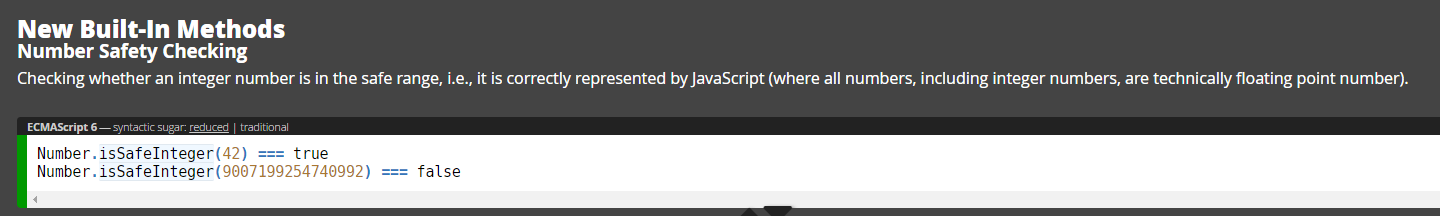 New Built-In Methods
Number Safety Checking
Checking whether an integer number is in the safe range, i.e., it is correctly represented by JavaScript (where all numbers, including integer numbers, are technically floating point number).
ECMAScript 6 — syntactic sugar: reduced | traditional
Number.isSafeInteger(42) === true
Number.isSafeInteger(9007199254740992) === false